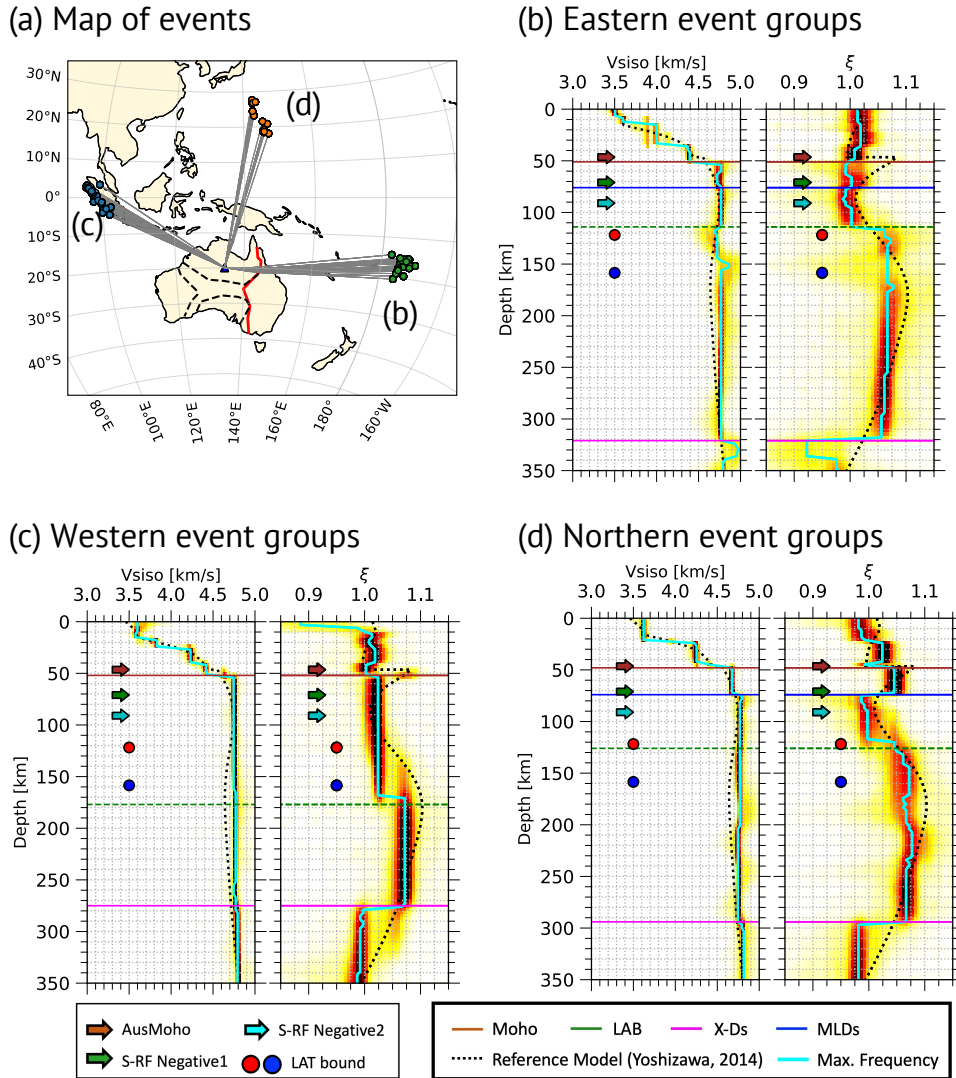 (a) Map of events
(b) Eastern event groups
30°N
20°N
10°N
0°
10°S
20°S
30°S
40°S
80°E
100°E
120°E
140°E
160°E
180°
160°W
(d)
(c)
(b)
Vsiso [km/s]
3.0 3.5 4.0 4.5 5.0
ξ
0.9 1.0 1.1
Depth [km]
0
50
100
150
200
250
300
350
(c) Western event groups
Vsiso [km/s]
3.0 3.5 4.0 4.5 5.0
ξ
0.9 1.0 1.1
Depth [km]
0
50
100
150
200
250
300
350
(d) Northern event groups
Vsiso [km/s]
3.0 3.5 4.0 4.5 5.0
ξ
0.9 1.0 1.1
Depth [km]
0
50
100
150
200
250
300
350
AusMoho
S-RF Negative2
S-RF Negative1
LAT bound
Moho
LAB
X-Ds
MLDs
Reference Model (Yoshizawa, 2014)
Max. Frequency